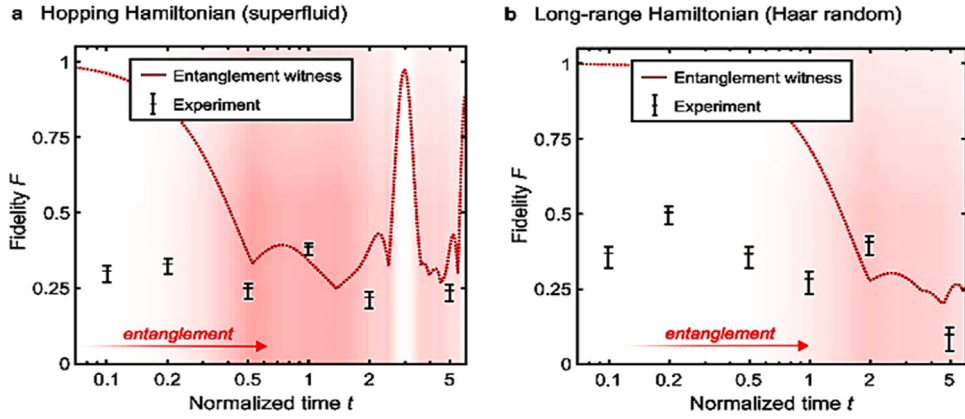 a Hopping Hamiltonian (superfluid)
Fidelity F
1
0.75
0.5
0.25
0
Entanglement witness
Experiment
entanglement
0.1 0.2 0.5 1 2 5
Normalized time t
b Long-range Hamiltonian (Haar random)
Fidelity F
1
0.75
0.5
0.25
0
Entanglement witness
Experiment
entanglement
0.1 0.2 0.5 1 2 5
Normalized time t